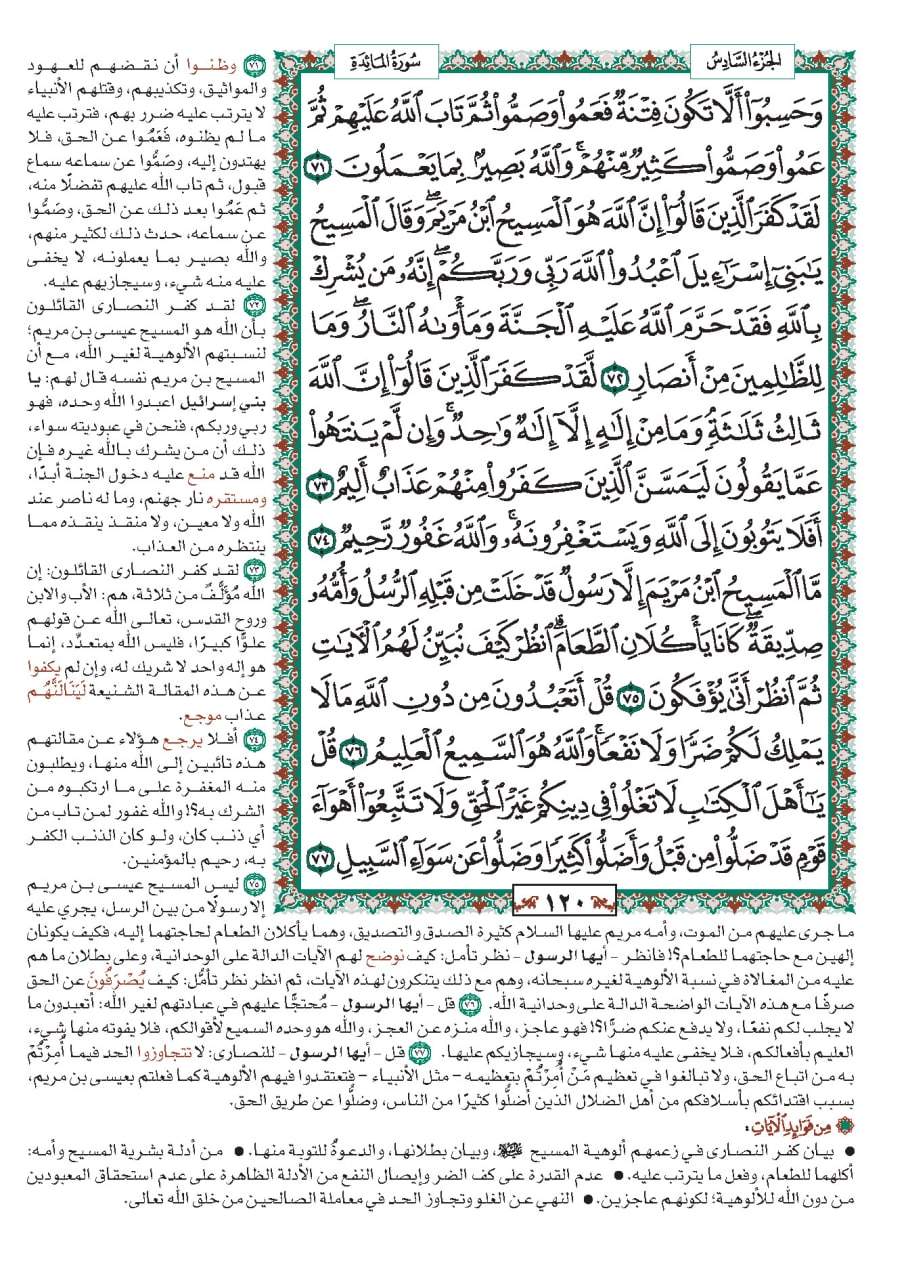 الجُزْءُ السَّادِسُ
سُورَةُ المَائِدَةِ
وَحَسِبُوٓاْ أَلَّا تَكُونَ فِتْنَةٌ فَعَمُواْ وَصَمُّواْ ثُمَّ تَابَ ٱللَّهُ عَلَيْهِمْ ثُمَّ
عَمُواْ وَصَمُّواْ كَثِيرٌ مِّنْهُمْۚ وَٱللَّهُ بَصِيرٌۢ بِمَا يَعْمَلُونَ ٧١
لَقَدْ كَفَرَ ٱلَّذِينَ قَالُوٓاْ إِنَّ ٱللَّهَ هُوَ ٱلْمَسِيحُ ٱبْنُ مَرْيَمَۖ وَقَالَ ٱلْمَسِيحُ
يَٰبَنِيٓ إِسْرَٰٓءِيلَ ٱعْبُدُواْ ٱللَّهَ رَبِّي وَرَبَّكُمْۖ إِنَّهُۥ مَن يُشْرِكْ
بِٱللَّهِ فَقَدْ حَرَّمَ ٱللَّهُ عَلَيْهِ ٱلْجَنَّةَ وَمَأْوَىٰهُ ٱلنَّارُۖ وَمَا
لِلظَّٰلِمِينَ مِنْ أَنصَارٍ ٧٢ لَّقَدْ كَفَرَ ٱلَّذِينَ قَالُوٓاْ إِنَّ ٱللَّهَ
ثَالِثُ ثَلَٰثَةٍۘ وَمَا مِنْ إِلَٰهٍ إِلَّآ إِلَٰهٌ وَٰحِدٌۚ وَإِن لَّمْ يَنتَهُواْ
عَمَّا يَقُولُونَ لَيَمَسَّنَّ ٱلَّذِينَ كَفَرُواْ مِنْهُمْ عَذَابٌ أَلِيمٌ ٧٣
أَفَلَا يَتُوبُونَ إِلَى ٱللَّهِ وَيَسْتَغْفِرُونَهُۥۚ وَٱللَّهُ غَفُورٌ رَّحِيمٌ ٧٤
مَّا ٱلْمَسِيحُ ٱبْنُ مَرْيَمَ إِلَّا رَسُولٌ قَدْ خَلَتْ مِن قَبْلِهِ ٱلرُّسُلُ وَأُمُّهُۥ
صِدِّيقَةٌۖ كَانَا يَأْكُلَانِ ٱلطَّعَامَۗ ٱنظُرْ كَيْفَ نُبَيِّنُ لَهُمُ ٱلْأٓيَٰتِ
ثُمَّ ٱنظُرْ أَنَّىٰ يُؤْفَكُونَ ٧٥ قُلْ أَتَعْبُدُونَ مِن دُونِ ٱللَّهِ مَا لَا
يَمْلِكُ لَكُمْ ضَرًّا وَلَا نَفْعًاۚ وَٱللَّهُ هُوَ ٱلسَّمِيعُ ٱلْعَلِيمُ ٧٦ قُلْ
يَٰٓأَهْلَ ٱلْكِتَٰبِ لَا تَغْلُواْ فِي دِينِكُمْ غَيْرَ ٱلْحَقِّ وَلَا تَتَّبِعُوٓاْ أَهْوَآءَ
قَوْمٍ قَدْ ضَلُّواْ مِن قَبْلُ وَأَضَلُّواْ كَثِيرًا وَضَلُّواْ عَن سَوَآءِ ٱلسَّبِيلِ ٧٧
١٢٠
٧١ وظنوا أن نقضهم للعهود
والمواثيق، وتكذيبهم، وقتلهم الأنبياء
لا يترتب عليه ضرر بهم، فترتب عليه
ما لم يظنوه، فَعَمُوا عن الحق، فلا
يهتدون إليه، وصَمُّوا عن سماعه سماع
قبول، ثم تاب الله عليهم تفضلًا منه،
ثم عَمُوا بعد ذلك عن الحق، وصَمُّوا
عن سماعه، حدث ذلك لكثير منهم،
والله بصير بما يعملونه، لا يخفى
عليه منه شيء، وسيجازيهم عليه.
٧٢ لقد كفر النصارى القائلون
بأن الله هو المسيح عيسى بن مريم؛
لنسبتهم الألوهية لغير الله، مع أن
المسيح بن مريم نفسه قال لهم: يا
بني إسرائيل اعبدوا الله وحده، فهو
ربي وربكم، فنحن في عبوديته سواء،
ذلك أن من يشرك بالله غيره فإن
الله قد منع عليه دخول الجنة أبدًا،
ومستقره نار جهنم، وما له ناصر عند
الله ولا معين، ولا منقذ ينقذه مما
ينتظره من العذاب.
٧٣ لقد كفر النصارى القائلون: إن
الله مُؤَلَّفٌ من ثلاثة، هم: الأب والابن
وروح القدس، تعالى الله عن قولهم
علوًّا كبيرًا، فليس الله بمتعدّد، إنما
هو إله واحد لا شريك له، وإن لم يكفوا
عن هذه المقالة الشنيعة لَيَنَالَنَّهُم
عذاب موجع.
٧٤ أفلا يرجع هؤلاء عن مقالتهم
هذه تائبين إلى الله منها، ويطلبون
منه المغفرة على ما ارتكبوه من
الشرك به؟! والله غفور لمن تاب من
أي ذنب كان، ولو كان الذنب الكفر
به، رحيم بالمؤمنين.
٧٥ ليس المسيح عيسى بن مريم
إلا رسولًا من بين الرسل، يجري عليه
ما جرى عليهم من الموت، وأمه مريم عليها السلام كثيرة الصدق والتصديق، وهما يأكلان الطعام لحاجتهما إليه، فكيف يكونان
إلهين مع حاجتهما للطعام؟! فانظر - أيها الرسول - نظر تأمل: كيف نوضح لهم الآيات الدالة على الوحدانية، وعلى بطلان ما هم
عليه من المغالاة في نسبة الألوهية لغيره سبحانه، وهم مع ذلك يتنكرون لهذه الآيات، ثم انظر نظر تأمُّل: كيف يُصْرَفُونَ عن الحق
صرفًا مع هذه الآيات الواضحة الدالة على وحدانية الله. ٧٦ قل - أيها الرسول - مُحتجًّا عليهم في عبادتهم لغير الله: أتعبدون ما
لا يجلب لكم نفعًا، ولا يدفع عنكم ضرًّا؟! فهو عاجز، والله منزه عن العجز، والله هو وحده السميع لأقوالكم، فلا يفوته منها شيء،
العليم بأفعالكم، فلا يخفى عليه منها شيء، وسيجازيكم عليها. ٧٧ قل - أيها الرسول - للنصارى: لا تتجاوزوا الحد فيما أُمِرْتُمْ
به من اتباع الحق، ولا تبالغوا في تعظيم مَنْ أُمِرْتُمْ بتعظيمه - مثل الأنبياء - فتعتقدوا فيهم الألوهية كما فعلتم بعيسى بن مريم،
بسبب اقتدائكم بأسلافكم من أهل الضلال الذين أضلُّوا كثيرًا من الناس، وضلُّوا عن طريق الحق.
مِن فَوَائِدِ الآيَاتِ:
● بيان كفر النصارى في زعمهم ألوهية المسيح ﷺ، وبيان بطلانها، والدعوةُ للتوبة منها. ● من أدلة بشرية المسيح وأمه:
أكلهما للطعام، وفعل ما يترتب عليه. ● عدم القدرة على كف الضر وإيصال النفع من الأدلة الظاهرة على عدم استحقاق المعبودين
من دون الله للألوهية؛ لكونهم عاجزين. ● النهي عن الغلو وتجاوز الحد في معاملة الصالحين من خلق الله تعالى.